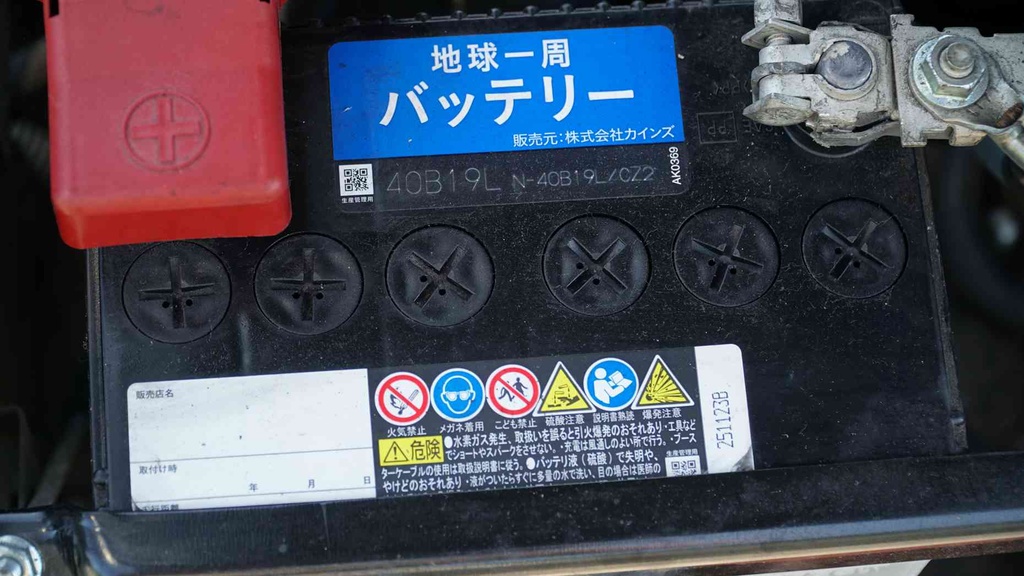 地球一周
バッテリー
販売元:株式会社カインズ
生産管理用
40B19L N-40B19L/CZ2
AK0369
販売店名
取付け時
年 月 日
火気禁止 メガネ着用 こども禁止 硫酸注意 説明書熟読 爆発注意
危険
●水素ガス発生、取扱いを誤ると引火爆発のおそれあり・工具など
でショートやスパークをさせない。・充電は風通しのよい所で行う。・ブース
ターケーブルの使用は取扱説明書に従う。●バッテリ液(硫酸)で失明や、
やけどのおそれあり・液がついたらすぐに多量の水で洗い、目の場合は医師の
生産管理用
251123B